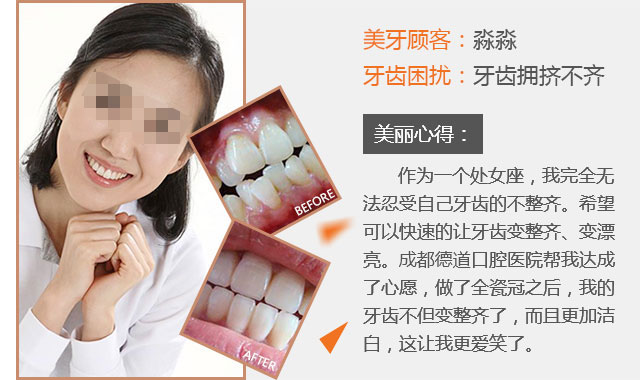 美牙顾客：淼淼
牙齿困扰：牙齿拥挤不齐
美丽心得：
作为一个处女座，我完全无
法忍受自己牙齿的不整齐。希望
可以快速的让牙齿变整齐、变漂
亮。成都德道口腔医院帮我达成
了心愿，做了全瓷冠之后，我的
牙齿不但变整齐了，而且更加洁
白，这让我更爱笑了。
BEFORE
AFTER